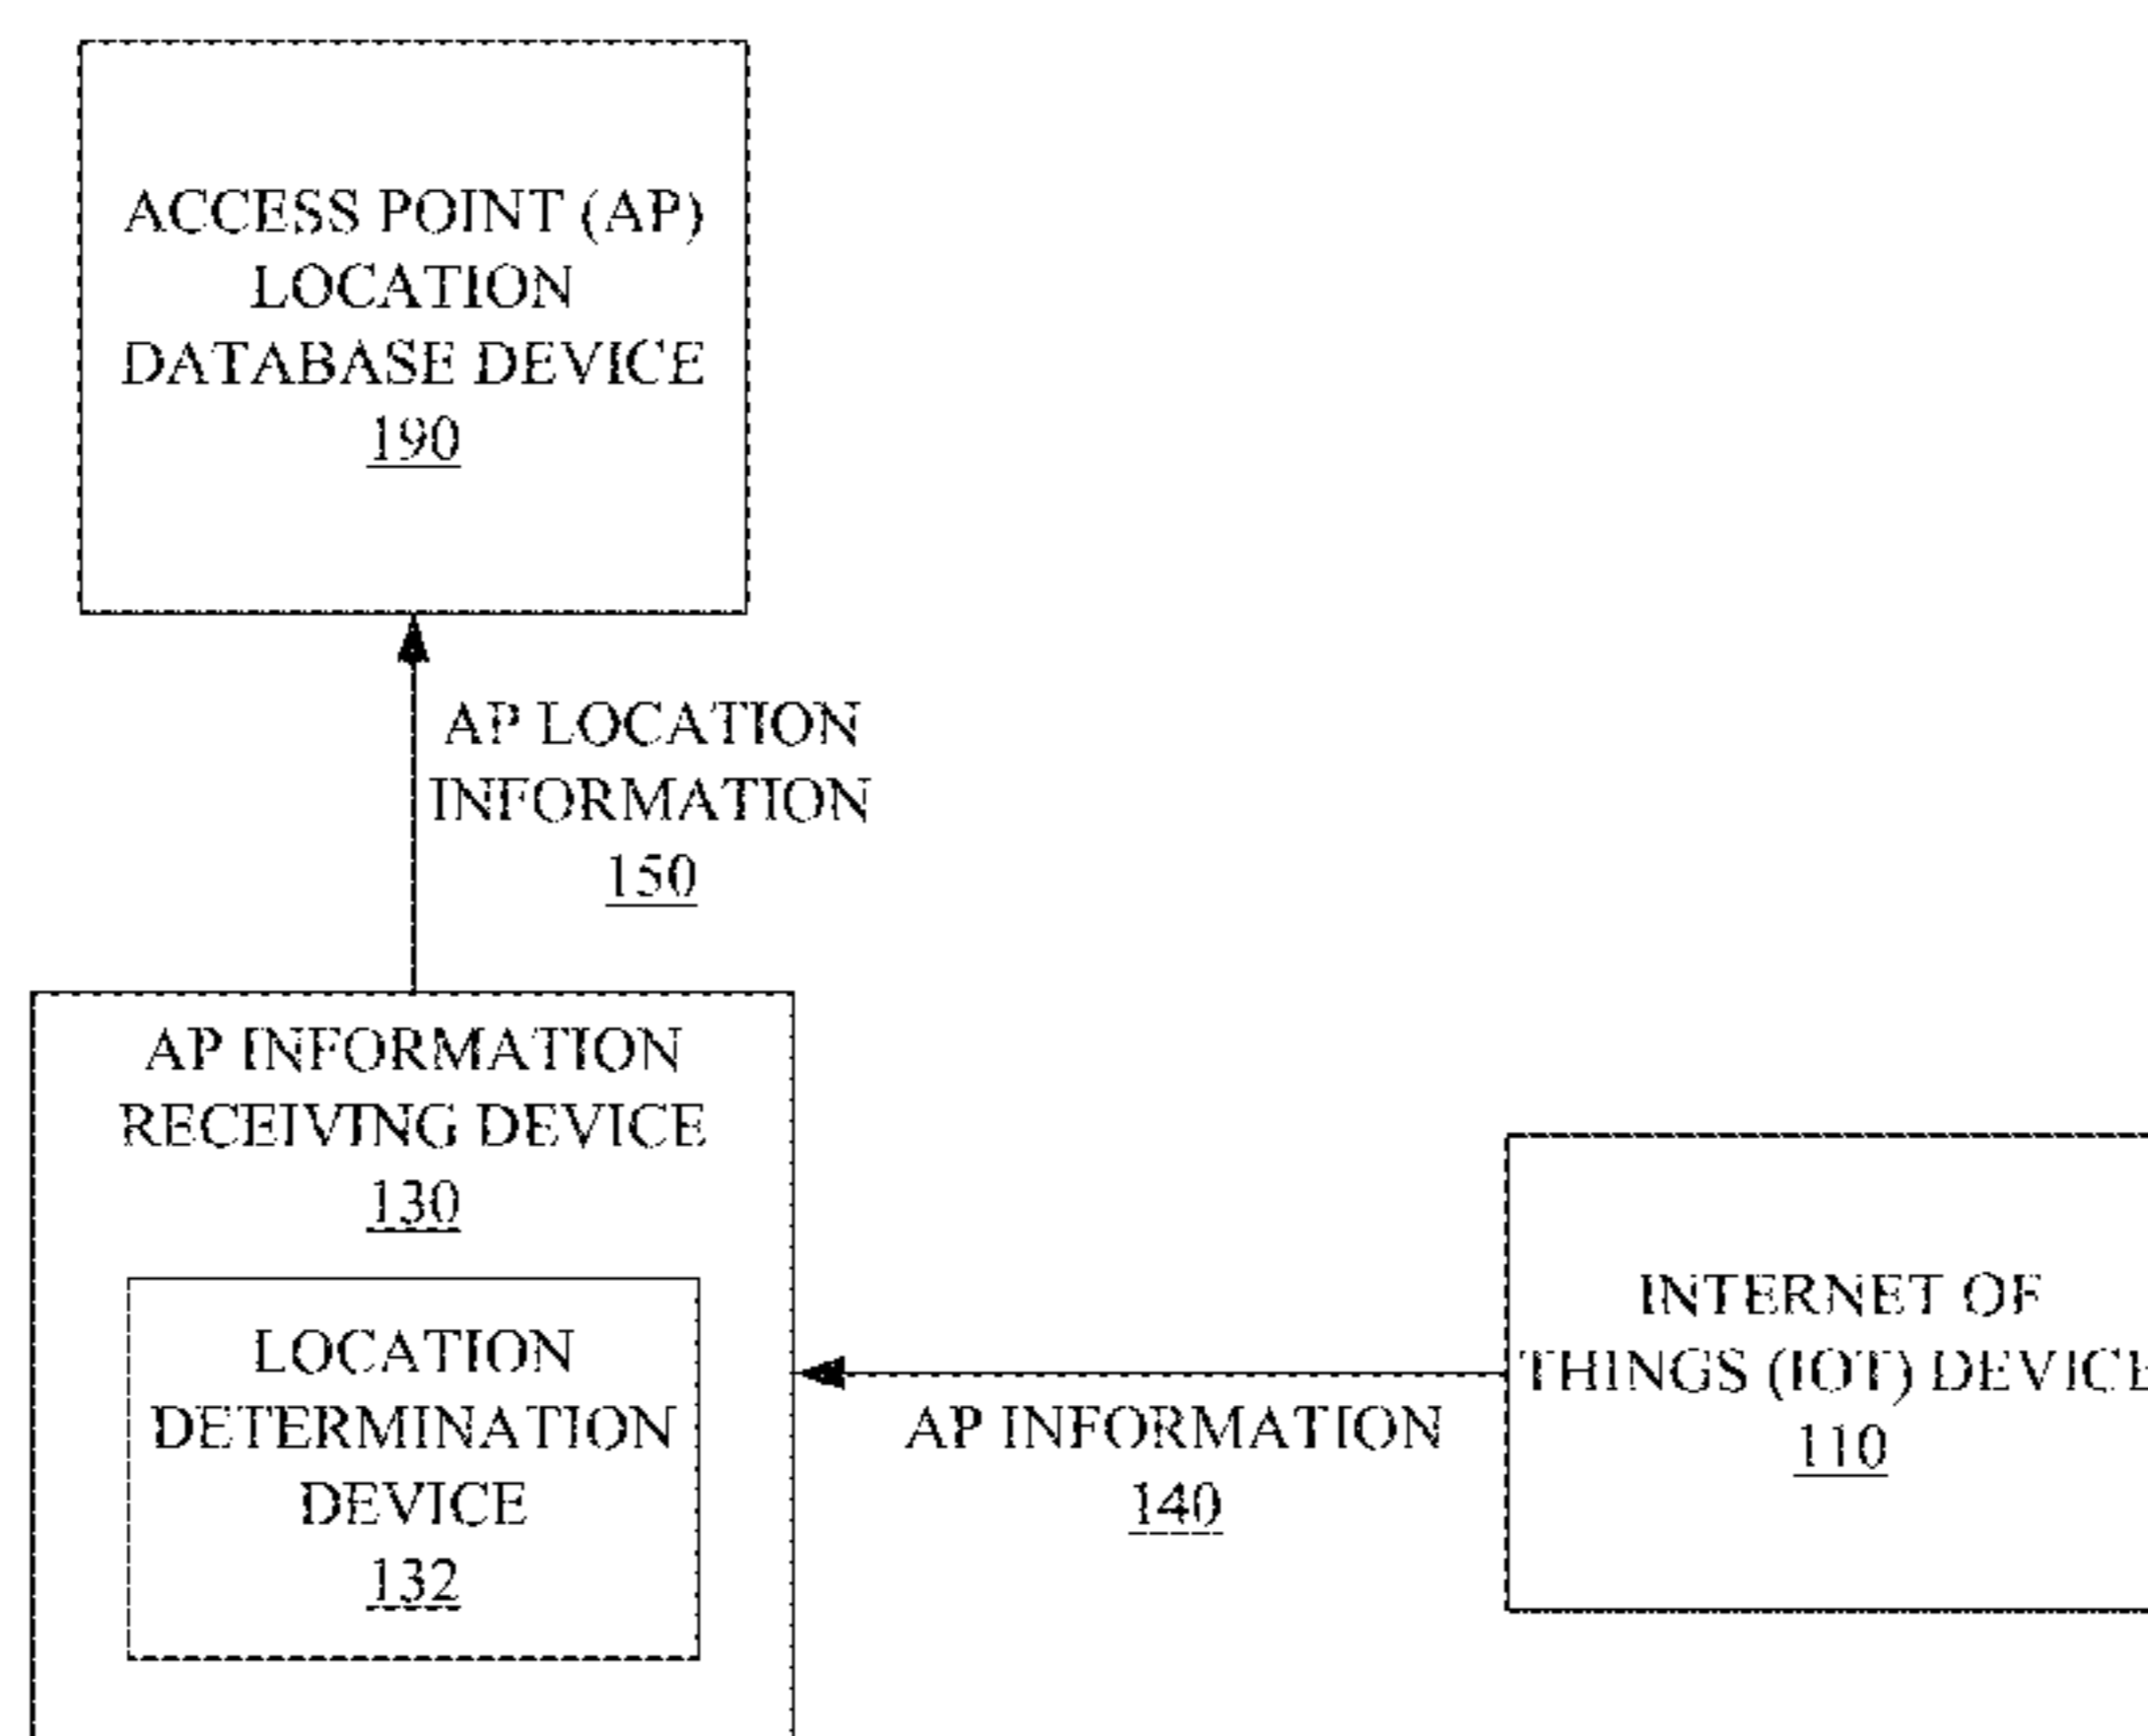 ACCESS POINT (AP)
LOCATION
DATABASE DEVICE
190
AP LOCATION
INFORMATION
150
AP INFORMATION
RECEIVING DEVICE
130
LOCATION
DETERMINATION
DEVICE
132
AP INFORMATION
140
INTERNET OF
THINGS (IOT) DEVICE
110